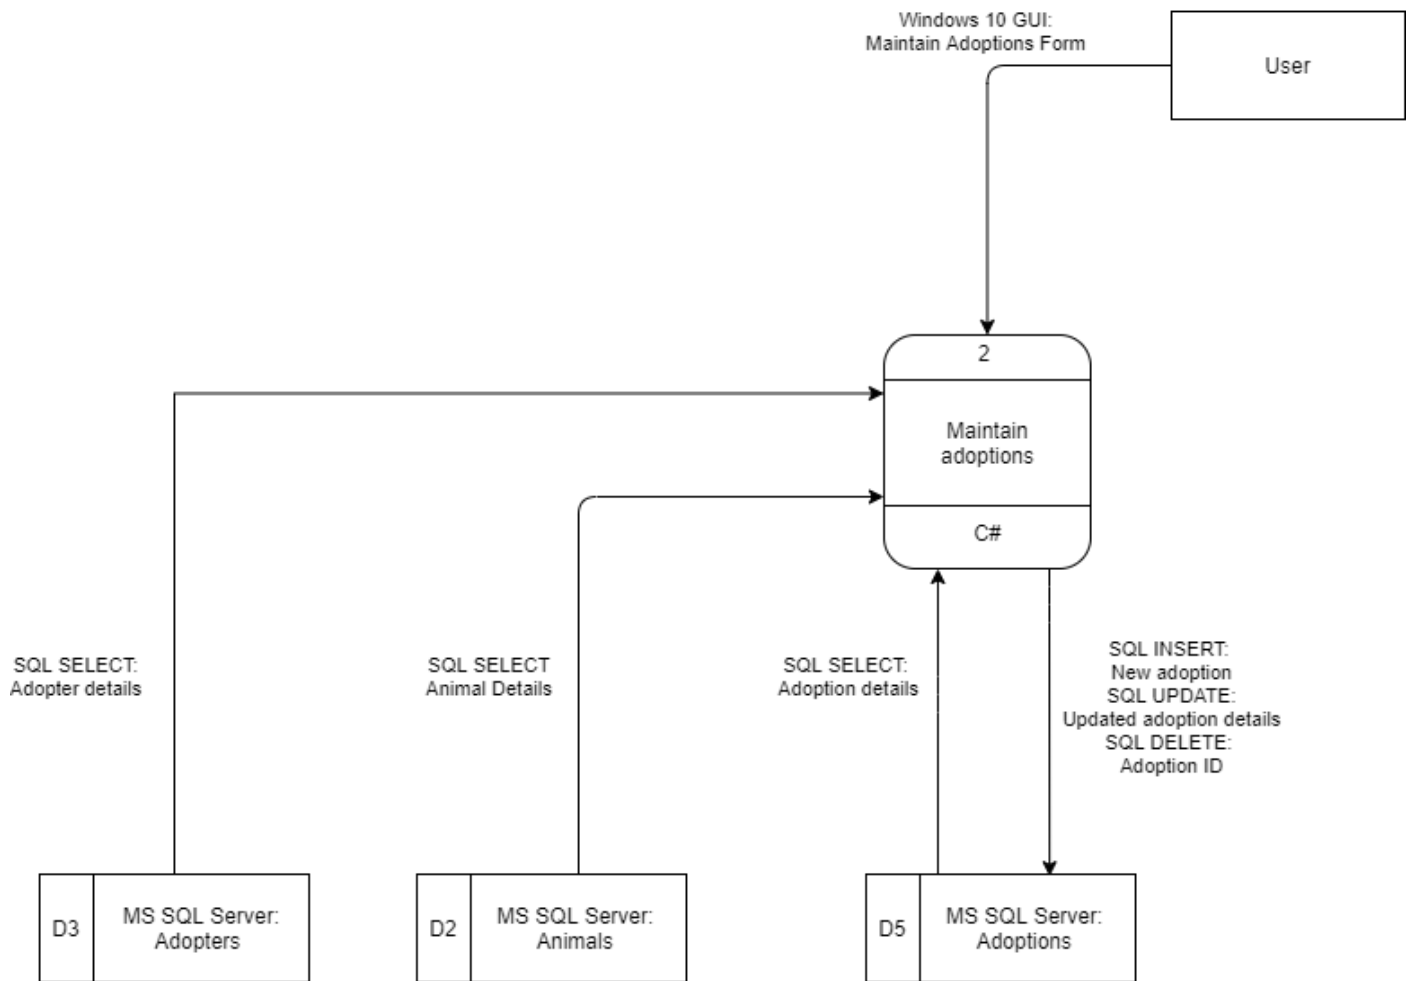 Windows 10 GUI:
Maintain Adoptions Form
User
2
Maintain
adoptions
C#
SQL SELECT:
Adopter details
SQL SELECT
Animal Details
SQL SELECT:
Adoption details
SQL INSERT:
New adoption
SQL UPDATE:
Updated adoption details
SQL DELETE:
Adoption ID
D3
MS SQL Server:
Adopters
D2
MS SQL Server:
Animals
D5
MS SQL Server:
Adoptions